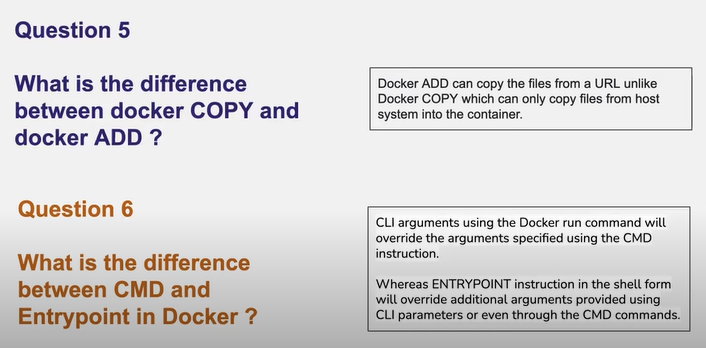 Question 5
What is the difference
between docker COPY and
docker ADD ?
Docker ADD can copy the files from a URL unlike
Docker COPY which can only copy files from host
system into the container.
Question 6
What is the difference
between CMD and
Entrypoint in Docker ?
CLI arguments using the Docker run command will
override the arguments specified using the CMD
instruction.
Whereas ENTRYPOINT instruction in the shell form
will override additional arguments provided using
CLI parameters or even through the CMD commands.